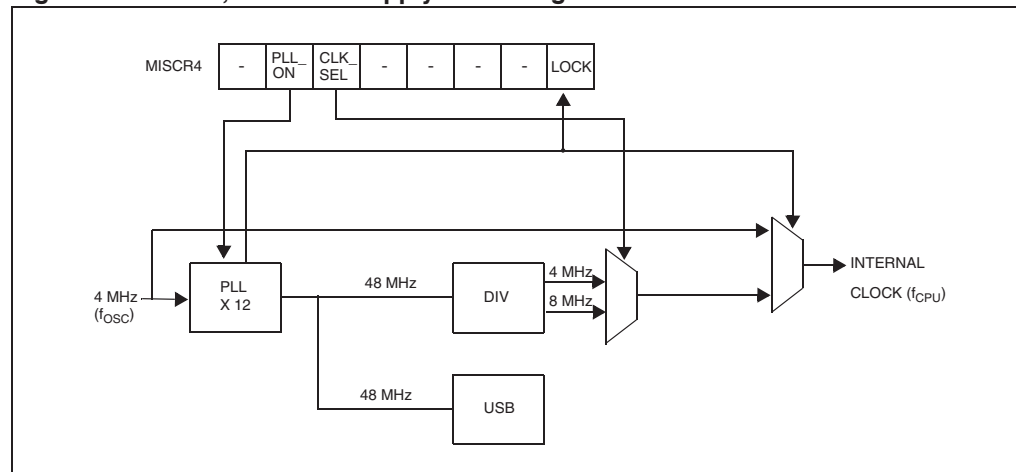 MISCR4
-
PLL_
ON
CLK_
SEL
-
-
-
-
LOCK
4 MHz
(fOSC)
PLL
X 12
48 MHz
DIV
4 MHz
8 MHz
INTERNAL
CLOCK (fCPU)
48 MHz
USB